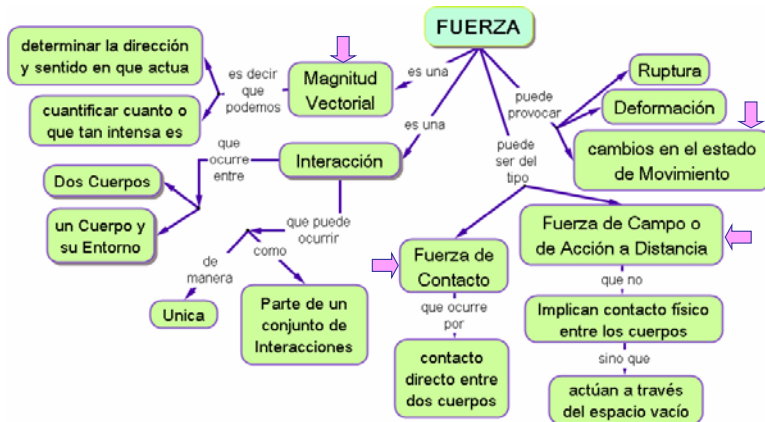 FUERZA
es una
Magnitud
Vectorial
es decir
que
podemos
determinar la dirección
y sentido en que actua
cuantificar cuanto o
que tan intensa es
es una
Interacción
que
ocurre
entre
Dos Cuerpos
un Cuerpo y
su Entorno
que puede
ocurrir
de
manera
Unica
como
Parte de un
conjunto de
Interacciones
puede
ser del
tipo
Fuerza de
Contacto
que ocurre
por
contacto
directo entre
dos cuerpos
Fuerza de Campo o
de Acción a Distancia
que no
Implican contacto físico
entre los cuerpos
sino que
actúan a través
del espacio vacío
puede
provocar
Ruptura
Deformación
cambios en el estado
de Movimiento